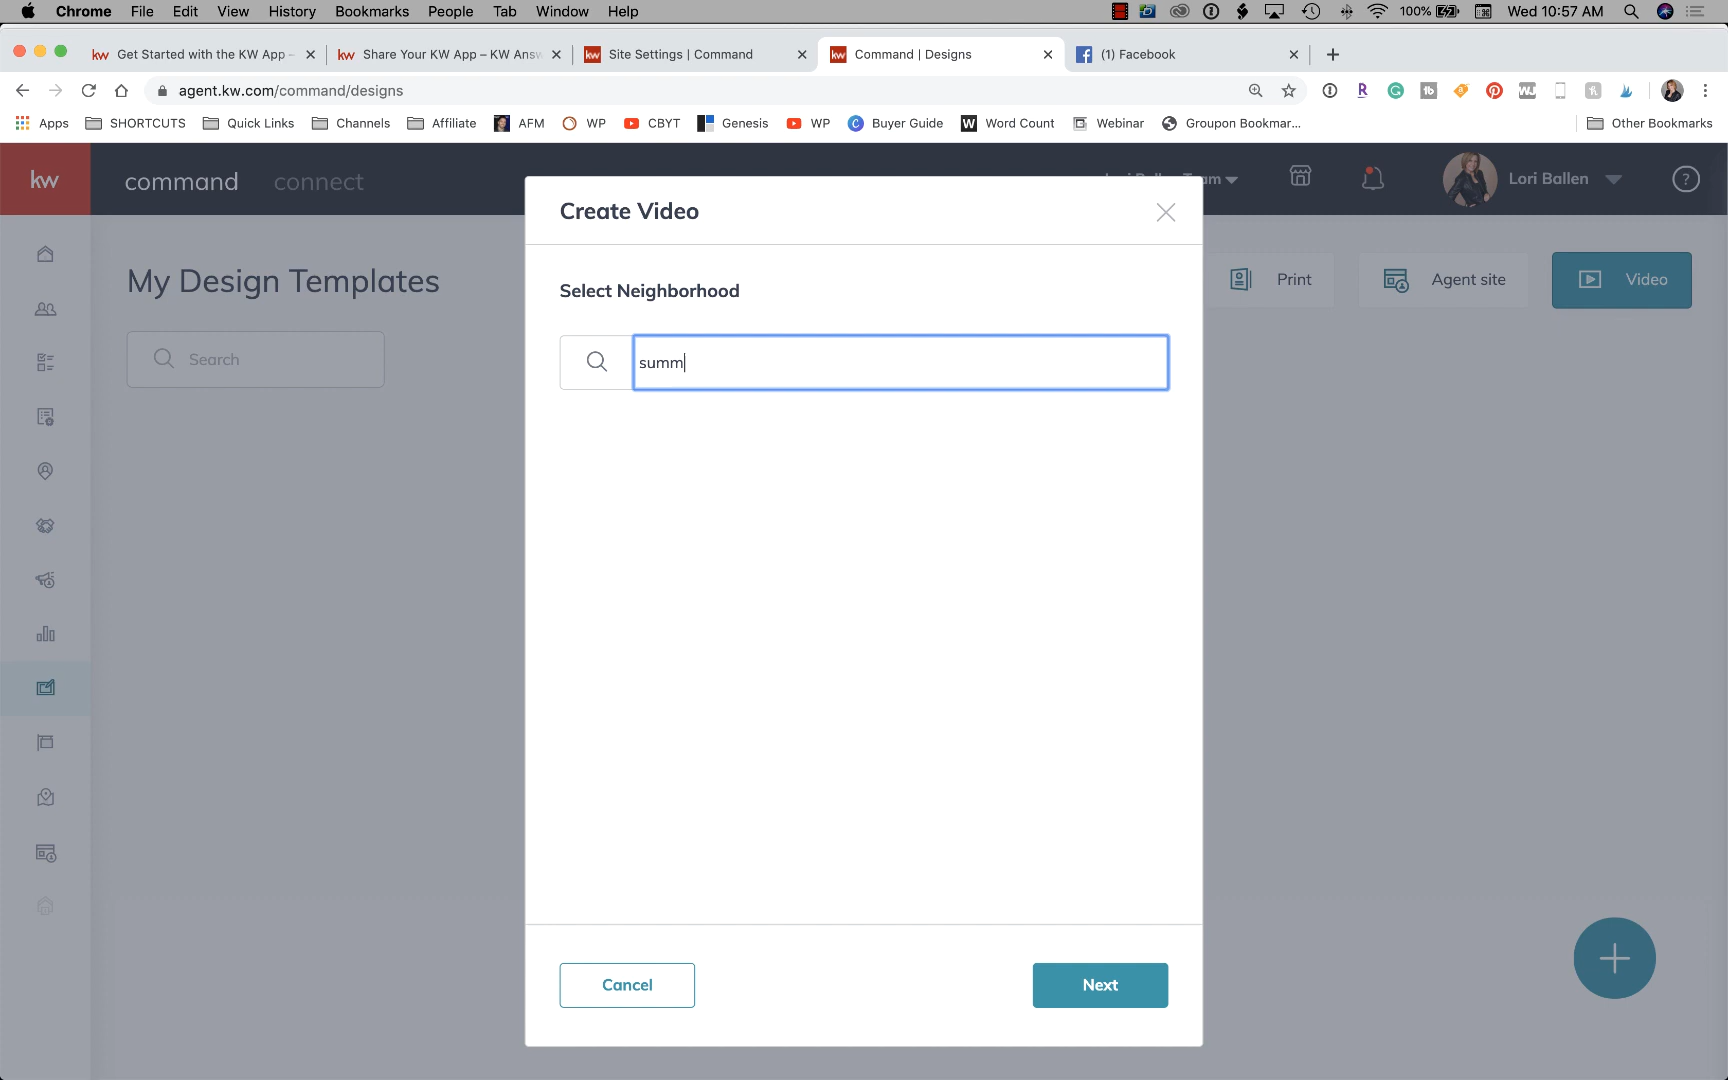 Chrome File Edit View History Bookmarks People Tab Window Help
100% Wed 10:57 AM
kw Get Started with the KW App –
kw Share Your KW App – KW Answ
kw Site Settings | Command
kw Command | Designs
(1) Facebook
agent.kw.com/command/designs
Apps SHORTCUTS Quick Links Channels Affiliate AFM WP CBYT Genesis WP Buyer Guide Word Count Webinar Groupon Bookmar... Other Bookmarks
kw command connect
Lori Ballen
Create Video
My Design Templates
Print Agent site Video
Select Neighborhood
Search
summ
Cancel Next